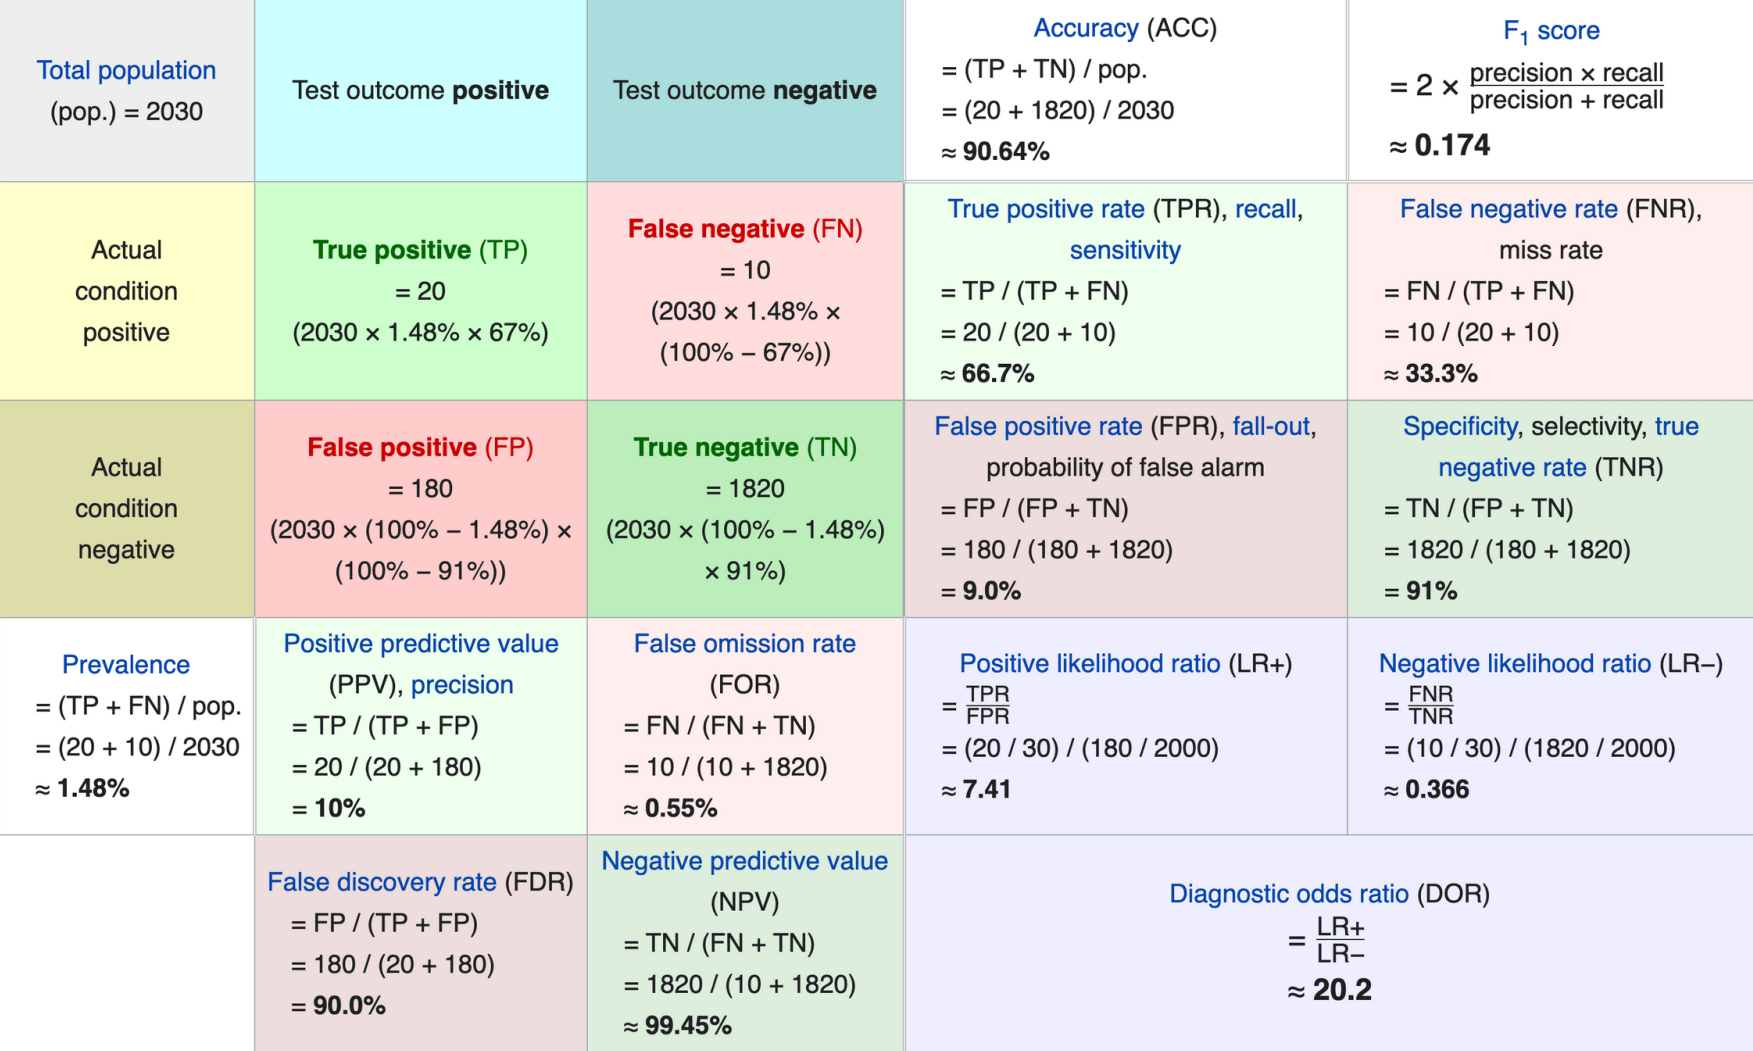 Total population
(pop.) = 2030
Test outcome positive
Test outcome negative
Accuracy (ACC)
= (TP + TN) / pop.
= (20 + 1820) / 2030
≈ 90.64%
F₁ score
= 2 × precision × recall / precision + recall
≈ 0.174
Actual
condition
positive
True positive (TP)
= 20
(2030 × 1.48% × 67%)
False negative (FN)
= 10
(2030 × 1.48% ×
(100% − 67%))
True positive rate (TPR), recall,
sensitivity
= TP / (TP + FN)
= 20 / (20 + 10)
≈ 66.7%
False negative rate (FNR),
miss rate
= FN / (TP + FN)
= 10 / (20 + 10)
≈ 33.3%
Actual
condition
negative
False positive (FP)
= 180
(2030 × (100% − 1.48%) ×
(100% − 91%))
True negative (TN)
= 1820
(2030 × (100% − 1.48%)
× 91%)
False positive rate (FPR), fall-out,
probability of false alarm
= FP / (FP + TN)
= 180 / (180 + 1820)
= 9.0%
Specificity, selectivity, true
negative rate (TNR)
= TN / (FP + TN)
= 1820 / (180 + 1820)
= 91%
Prevalence
= (TP + FN) / pop.
= (20 + 10) / 2030
≈ 1.48%
Positive predictive value
(PPV), precision
= TP / (TP + FP)
= 20 / (20 + 180)
= 10%
False omission rate
(FOR)
= FN / (FN + TN)
= 10 / (10 + 1820)
≈ 0.55%
Positive likelihood ratio (LR+)
= TPR / FPR
= (20 / 30) / (180 / 2000)
≈ 7.41
Negative likelihood ratio (LR−)
= FNR / TNR
= (10 / 30) / (1820 / 2000)
≈ 0.366
False discovery rate (FDR)
= FP / (TP + FP)
= 180 / (20 + 180)
= 90.0%
Negative predictive value
(NPV)
= TN / (FN + TN)
= 1820 / (10 + 1820)
≈ 99.45%
Diagnostic odds ratio (DOR)
= LR+ / LR−
≈ 20.2